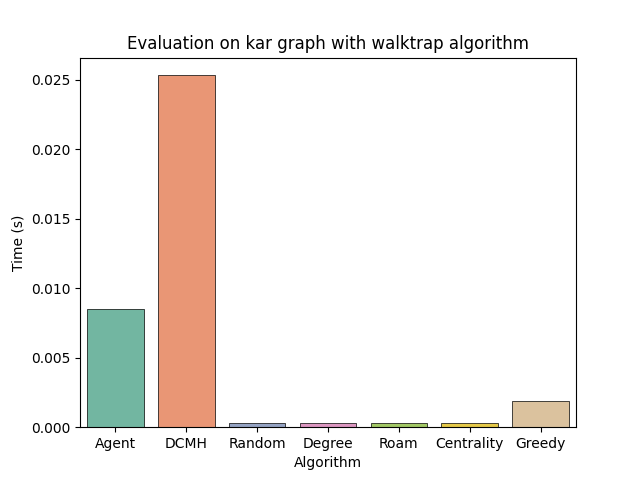 Evaluation on kar graph with walktrap algorithm
0.025
0.020
0.015
0.010
0.005
0.000
Time (s)
Agent DCMH Random Degree Roam Centrality Greedy
Algorithm